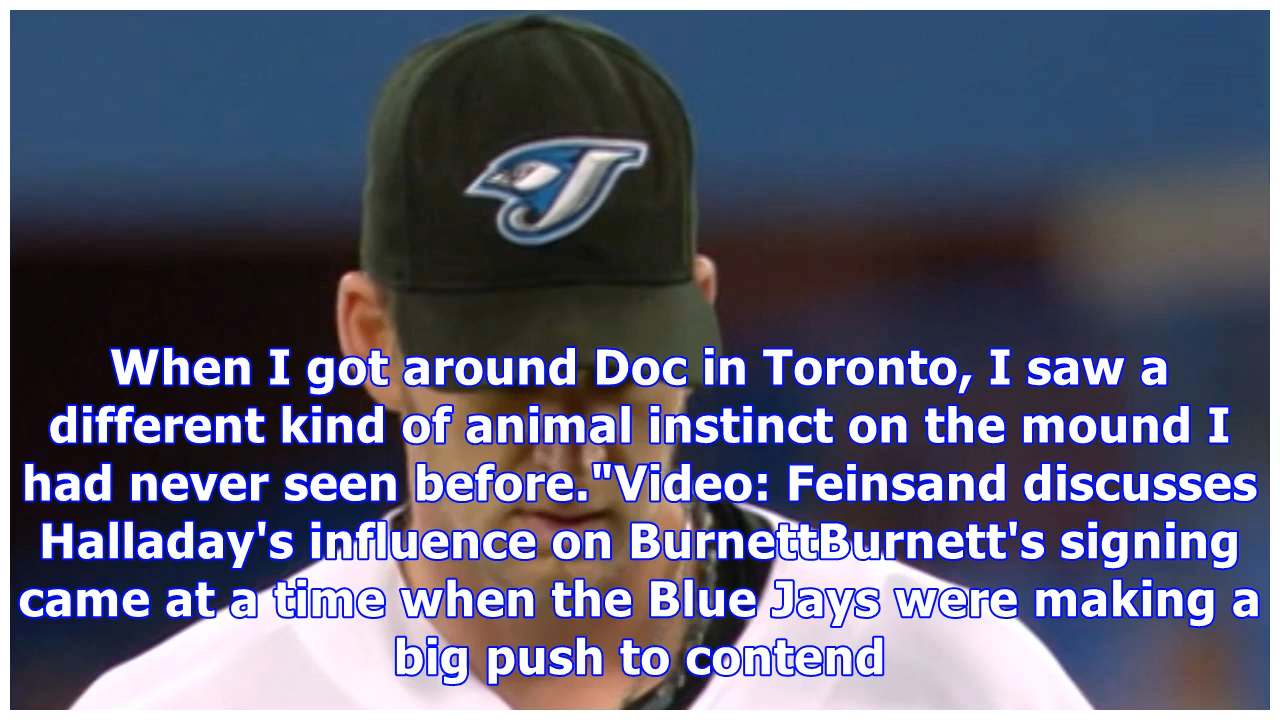 When I got around Doc in Toronto, I saw a
different kind of animal instinct on the mound I
had never seen before."Video: Feinsand discusses
Halladay's influence on BurnettBurnett's signing
came at a time when the Blue Jays were making a
big push to contend